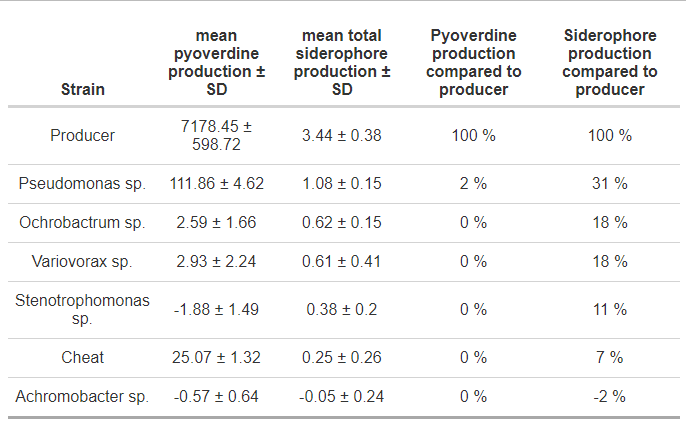 Strain mean pyoverdine production ± SD mean total siderophore production ± SD Pyoverdine production compared to producer Siderophore production compared to producer
Producer 7178.45 ± 598.72 3.44 ± 0.38 100 % 100 %
Pseudomonas sp. 111.86 ± 4.62 1.08 ± 0.15 2 % 31 %
Ochrobactrum sp. 2.59 ± 1.66 0.62 ± 0.15 0 % 18 %
Variovorax sp. 2.93 ± 2.24 0.61 ± 0.41 0 % 18 %
Stenotrophomonas sp. -1.88 ± 1.49 0.38 ± 0.2 0 % 11 %
Cheat 25.07 ± 1.32 0.25 ± 0.26 0 % 7 %
Achromobacter sp. -0.57 ± 0.64 -0.05 ± 0.24 0 % -2 %